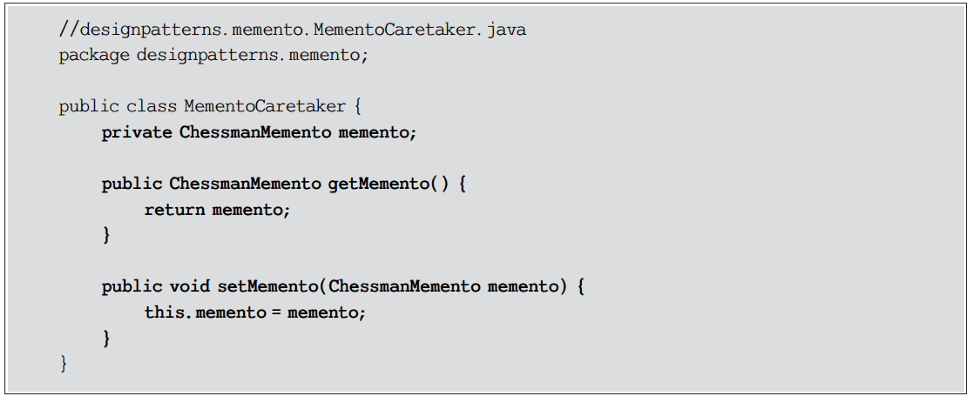 //designpatterns.memento.MementoCaretaker.java
package designpatterns.memento;
public class MementoCaretaker {
private ChessmanMemento memento;
public ChessmanMemento getMemento() {
return memento;
}
public void setMemento(ChessmanMemento memento) {
this.memento = memento;
}
}